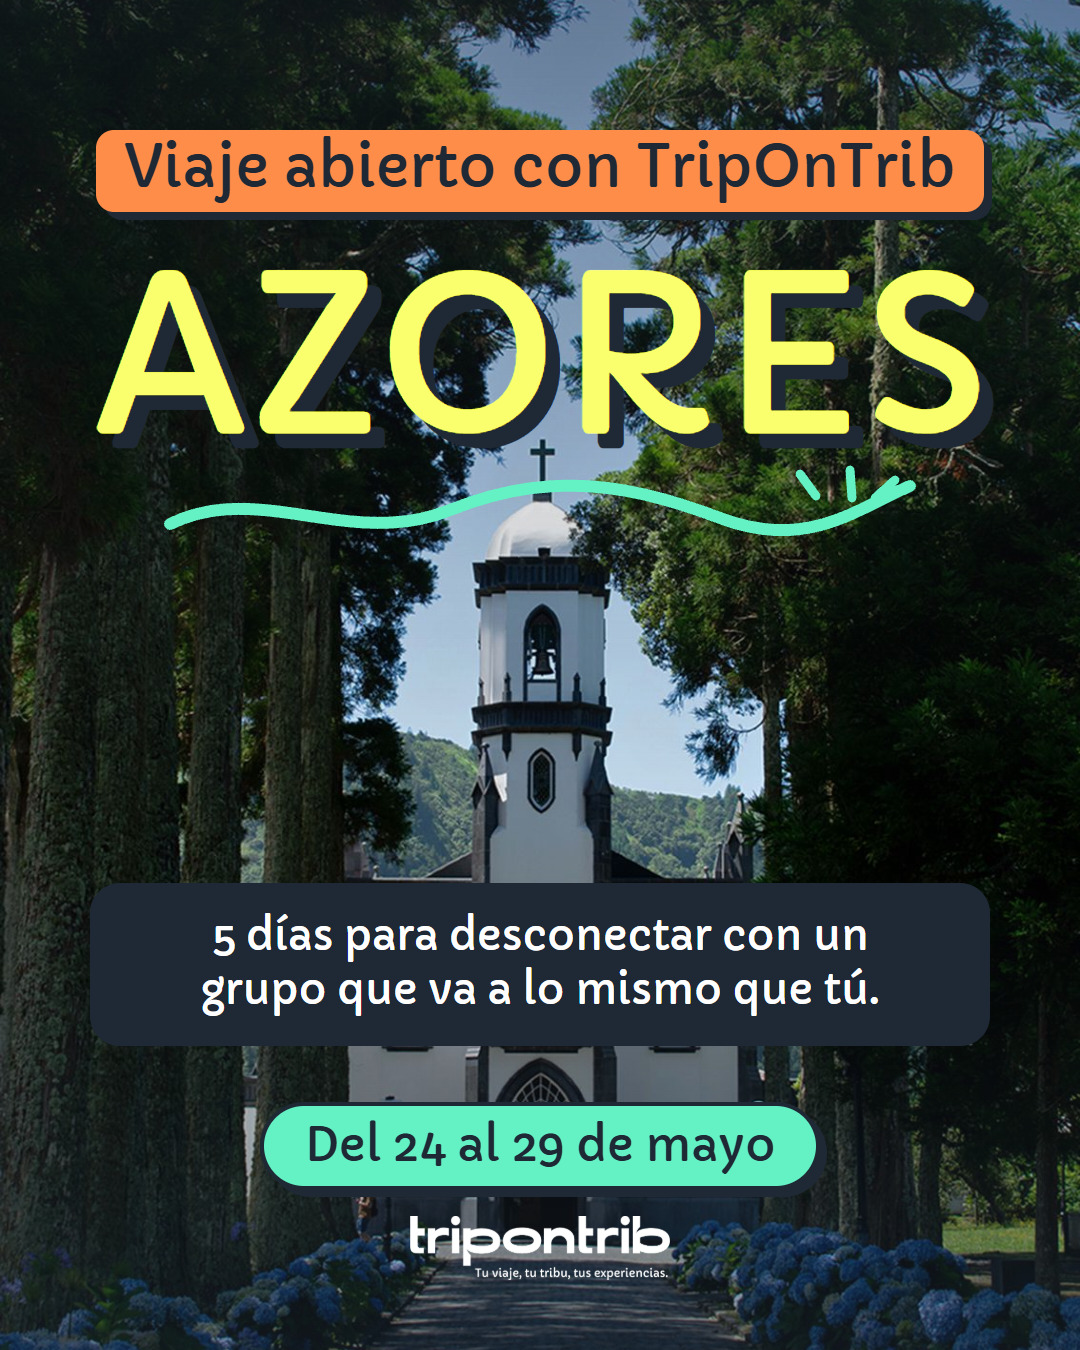 Viaje abierto con TripOnTrib
AZORES
5 días para desconectar con un
grupo que va a lo mismo que tú.
Del 24 al 29 de mayo
tripontrib
Tu viaje, tu tribu, tus experiencias.